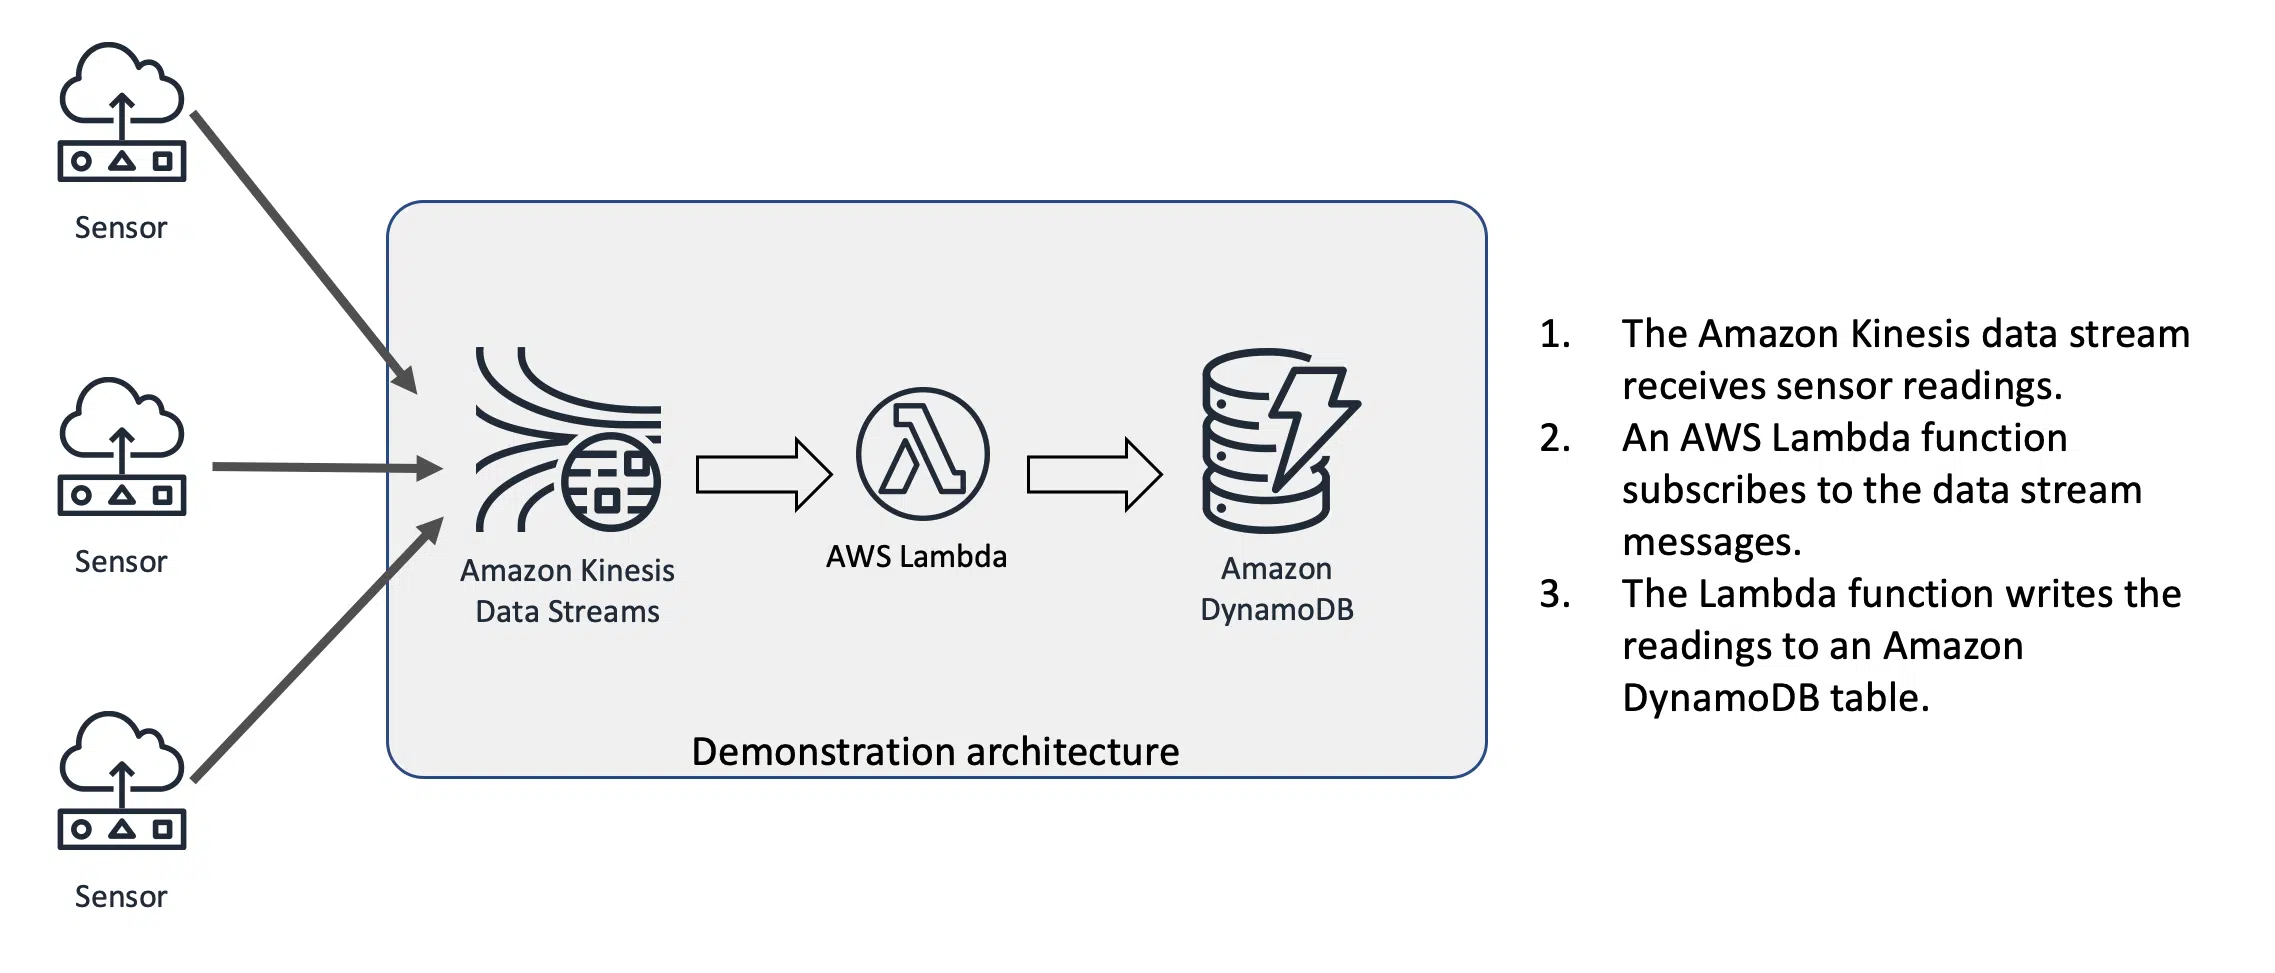 Sensor
Sensor
Sensor
Amazon Kinesis
Data Streams
AWS Lambda
Amazon
DynamoDB
Demonstration architecture
1. The Amazon Kinesis data stream
receives sensor readings.
2. An AWS Lambda function
subscribes to the data stream
messages.
3. The Lambda function writes the
readings to an Amazon
DynamoDB table.